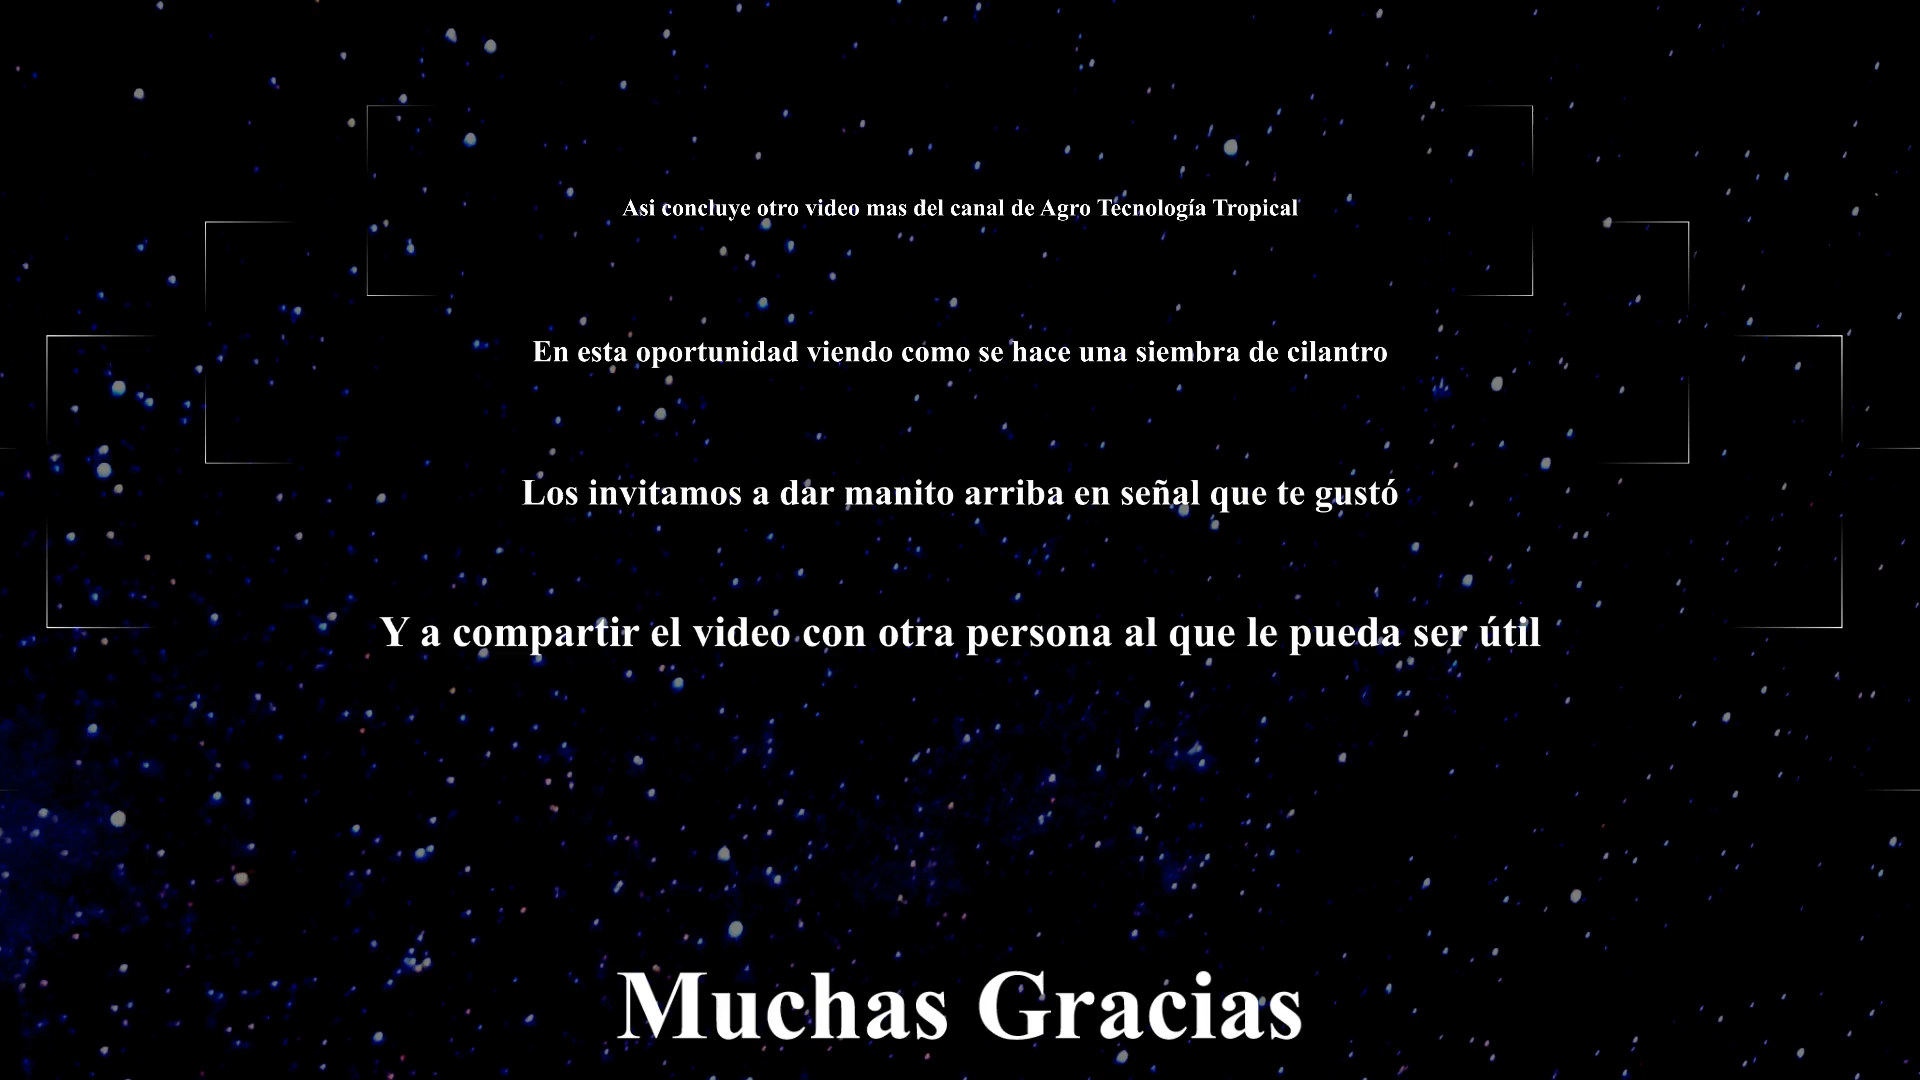 Asi concluye otro video mas del canal de Agro Tecnología Tropical
En esta oportunidad viendo como se hace una siembra de cilantro
Los invitamos a dar manito arriba en señal que te gustó
Y a compartir el video con otra persona al que le pueda ser útil
Muchas Gracias